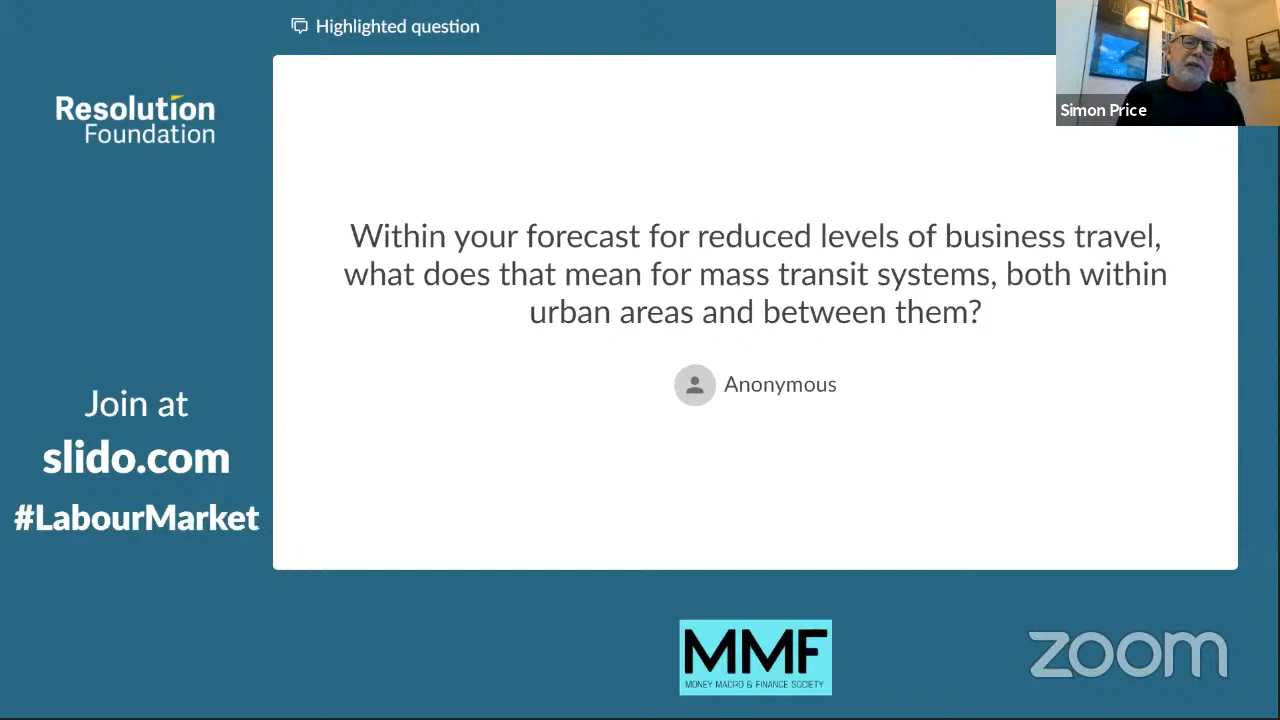 Highlighted question
Simon Price
Resolution
Foundation
Within your forecast for reduced levels of business travel,
what does that mean for mass transit systems, both within
urban areas and between them?
Anonymous
Join at
slido.com
#LabourMarket
MMF
MONEY MACRO & FINANCE SOCIETY
zoom